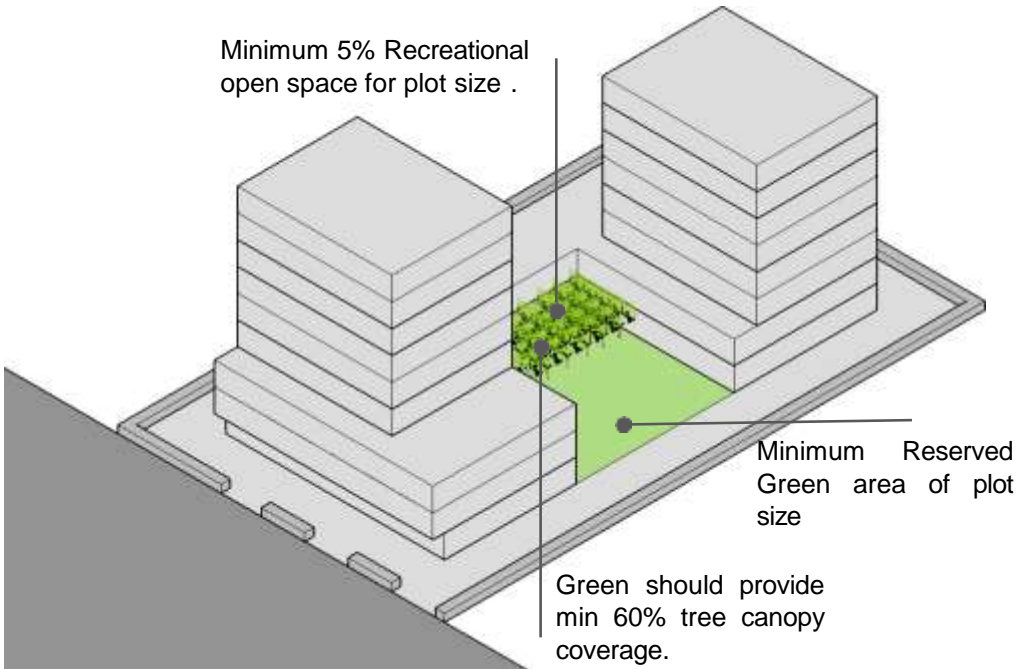 Minimum 5% Recreational
open space for plot size .
Minimum Reserved
Green area of plot
size
Green should provide
min 60% tree canopy
coverage.